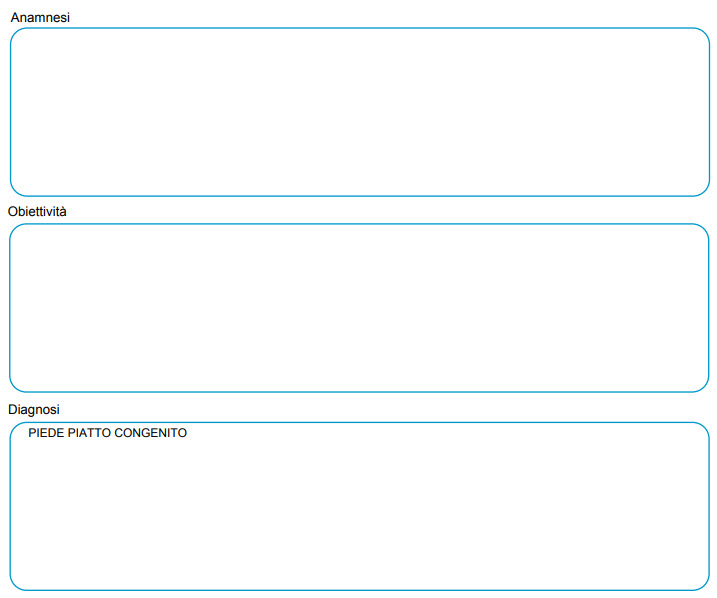 Anamnesi
Obiettività
Diagnosi
PIEDE PIATTO CONGENITO